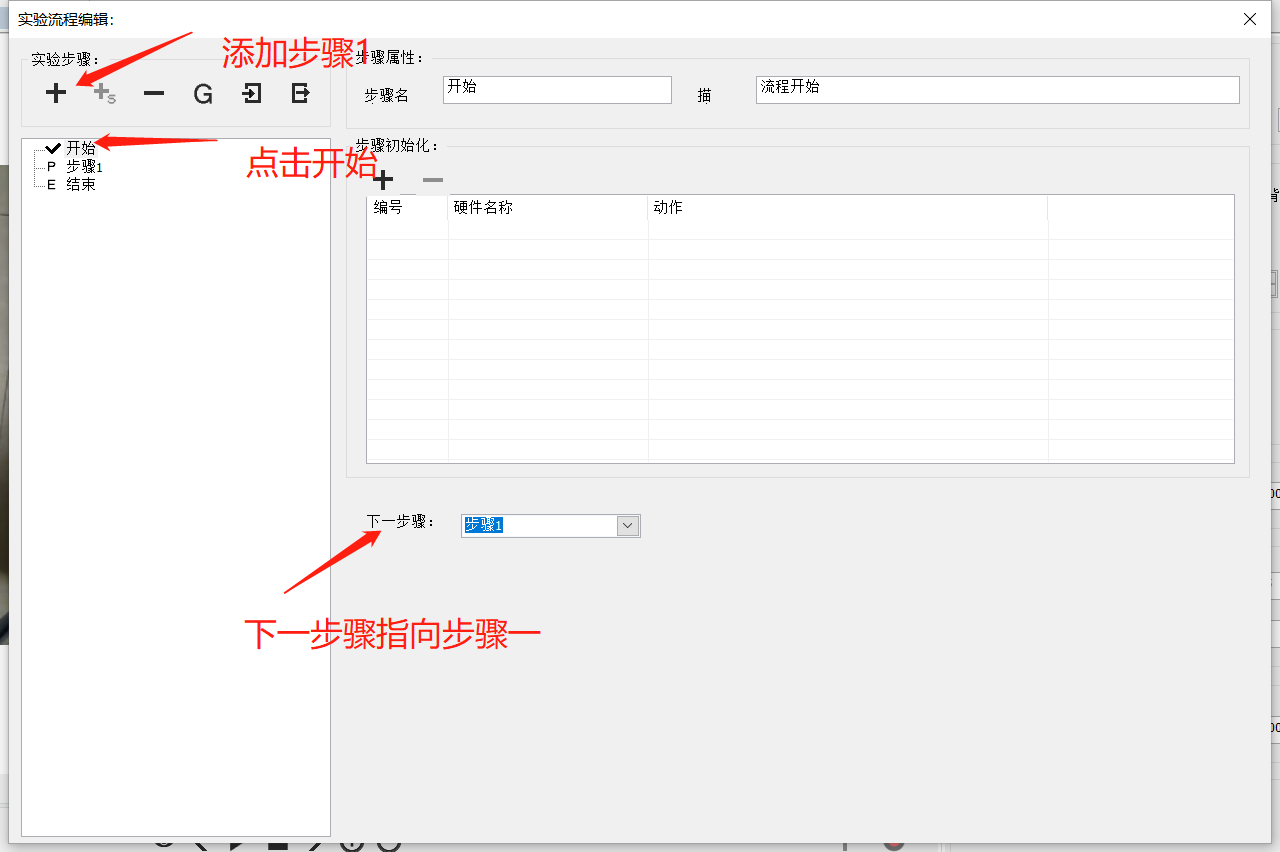 实验流程编辑:
实验步骤:
添加步骤1
步骤属性:
S
G
步骤名
开始
描
流程开始
开始
P 步骤1
E 结束
点击开始
步骤初始化:
编号
硬件名称
动作
下一步骤:
步骤1
下一步骤指向步骤一